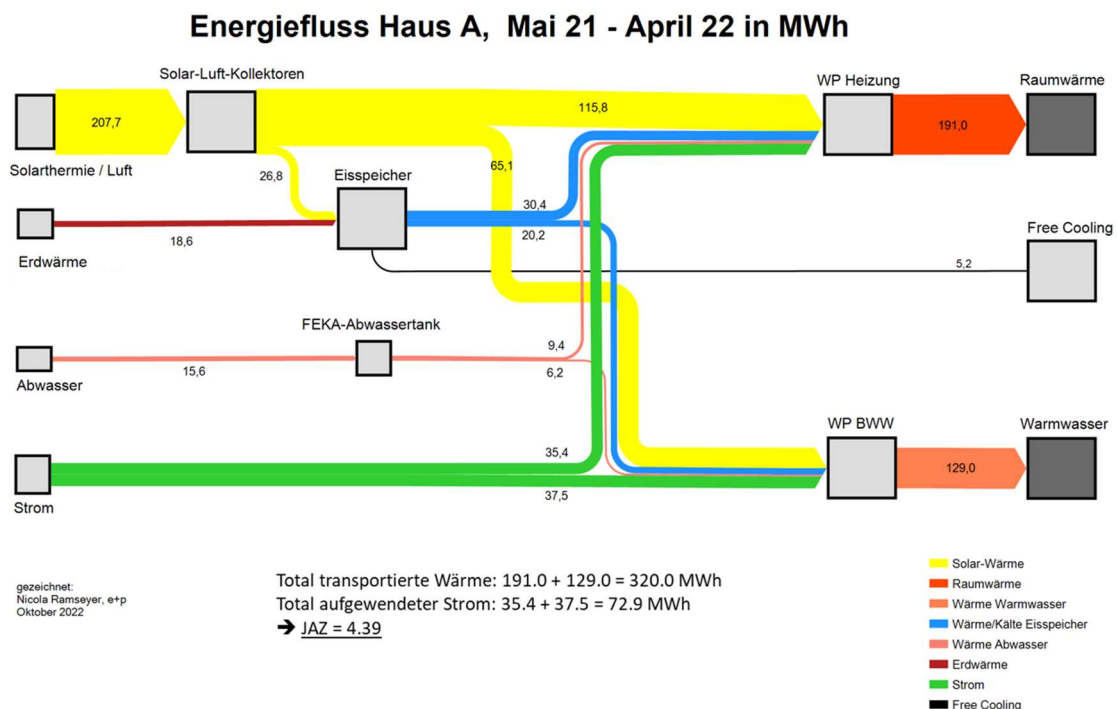 Energiefluss Haus A, Mai 21 - April 22 in MWh
Solar-Luft-Kollektoren
WP Heizung
Raumwärme
207,7
115,8
191,0
Solarthermie / Luft
65,1
26,8
Eisspeicher
30,4
20,2
18,6
Erdwärme
Free Cooling
5,2
FEKA-Abwassertank
9,4
6,2
15,6
Abwasser
WP BWW
Warmwasser
35,4
129,0
37,5
Strom
gezeichnet:
Nicola Ramseyer, e+p
Oktober 2022
Total transportierte Wärme: 191.0 + 129.0 = 320.0 MWh
Total aufgewendeter Strom: 35.4 + 37.5 = 72.9 MWh
➔ JAZ = 4.39
Solar-Wärme
Raumwärme
Wärme Warmwasser
Wärme/Kälte Eisspeicher
Wärme Abwasser
Erdwärme
Strom
Free Cooling